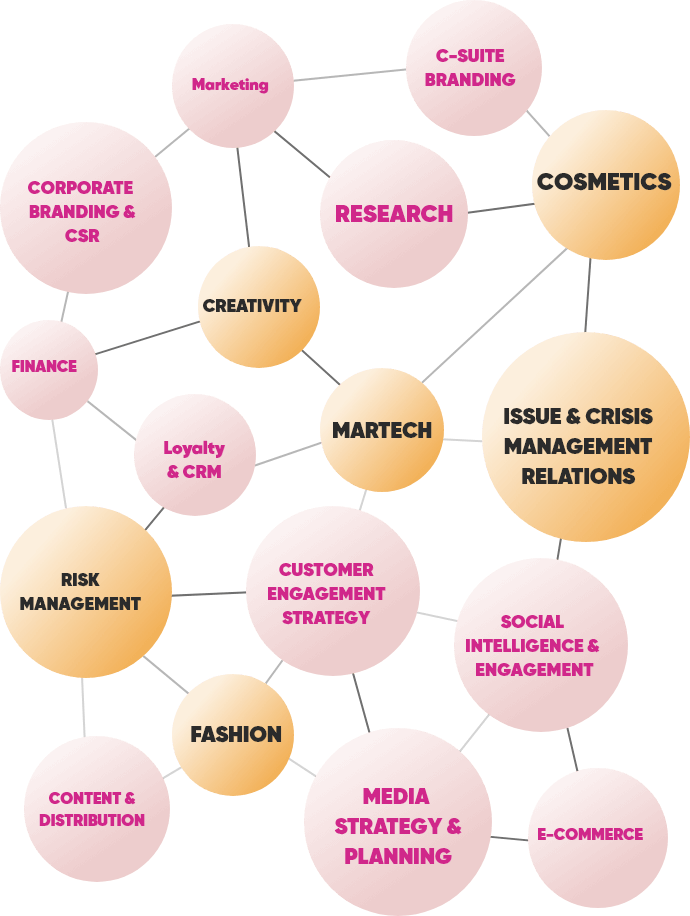 C-SUITE
BRANDING
Marketing
COSMETICS
CORPORATE
BRANDING &
CSR
RESEARCH
CREATIVITY
FINANCE
MARTECH
ISSUE & CRISIS
MANAGEMENT
RELATIONS
Loyalty
& CRM
RISK
MANAGEMENT
CUSTOMER
ENGAGEMENT
STRATEGY
SOCIAL
INTELLIGENCE &
ENGAGEMENT
FASHION
CONTENT &
DISTRIBUTION
MEDIA
STRATEGY &
PLANNING
E-COMMERCE